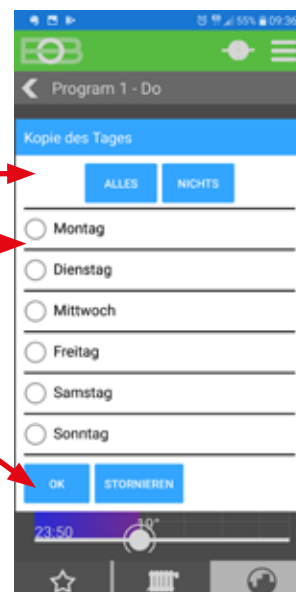 55% 09:36
EOB
Program 1 - Do
Kopie des Tages
ALLES NICHTS
Montag
Dienstag
Mittwoch
Freitag
Samstag
Sonntag
OK STORNIEREN
23:50 19°